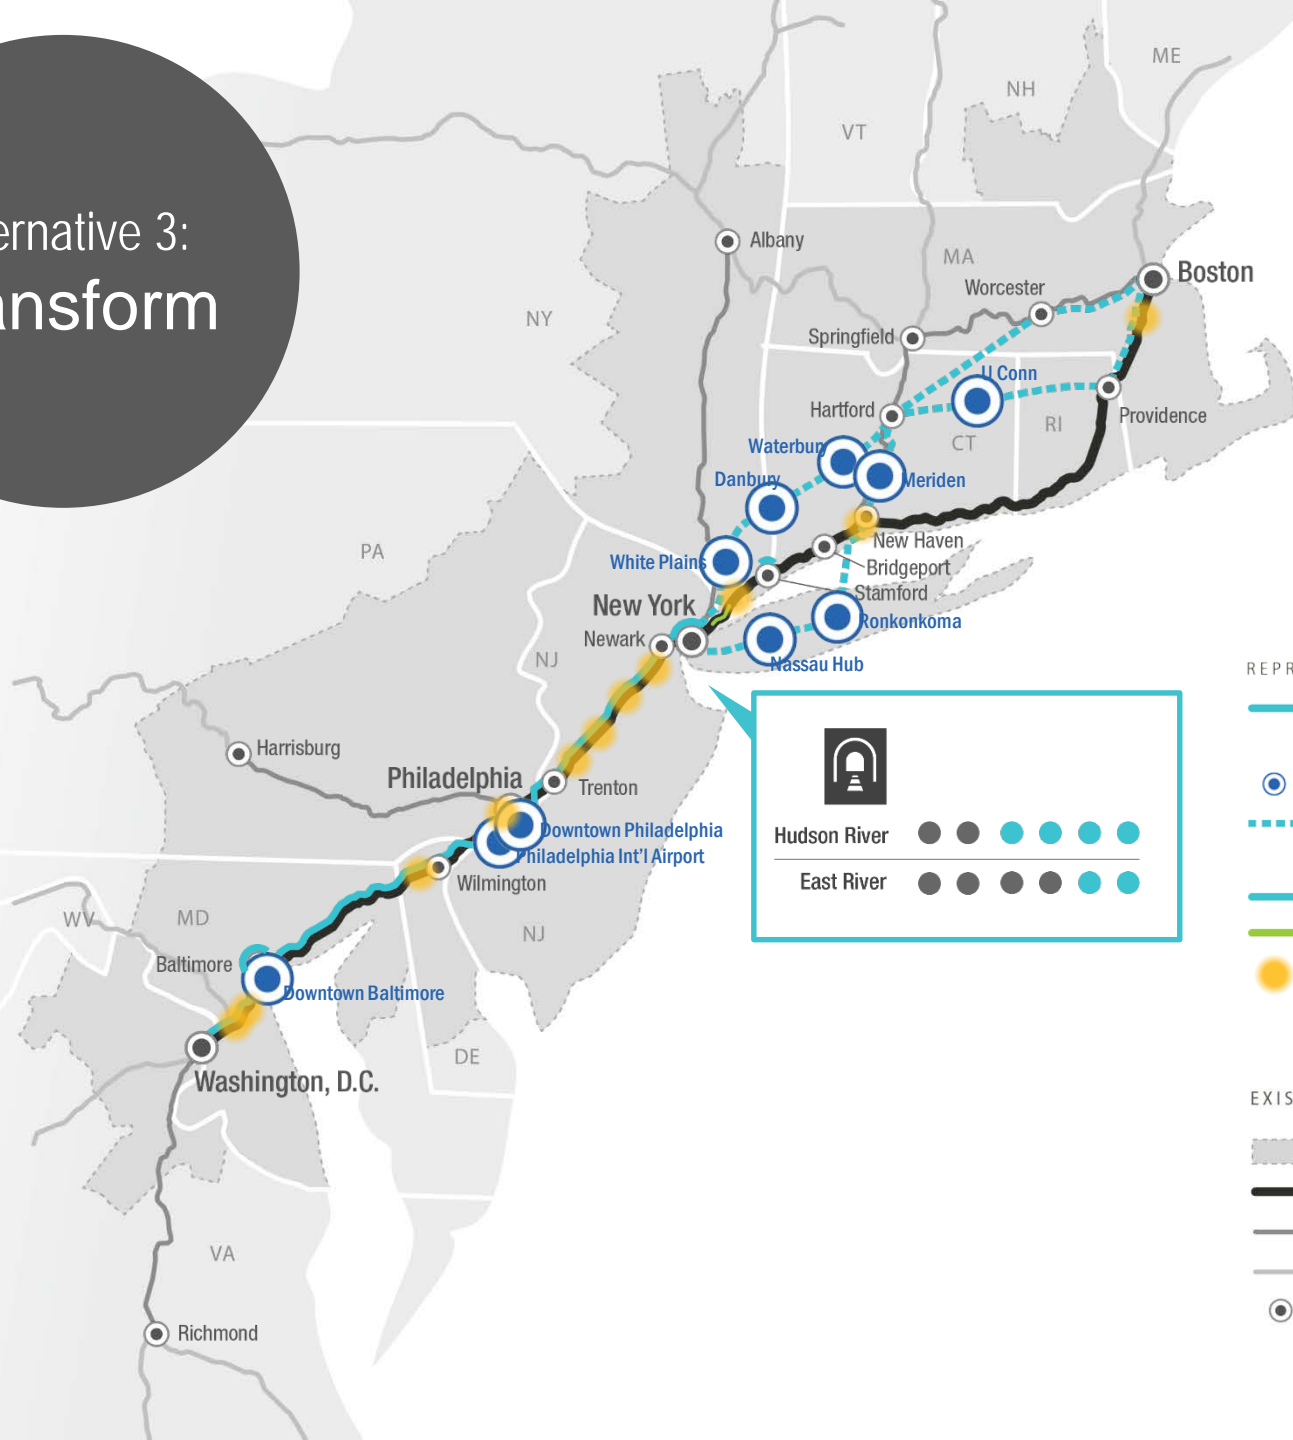 ernative 3:
ansform
ME
NH
VT
Albany
MA
Boston
Worcester
NY
Springfield
U Conn
Hartford
Providence
RI
CT
Waterbury
Danbury
Meriden
New Haven
PA
White Plains
Bridgeport
Stamford
New York
Ronkonkoma
Newark
NJ
Nassau Hub
REPR
Harrisburg
Philadelphia
Trenton
Downtown Philadelphia
Philadelphia Int'l Airport
Hudson River
East River
Wilmington
WV
MD
NJ
Baltimore
Downtown Baltimore
DE
Washington, D.C.
EXIS
VA
Richmond